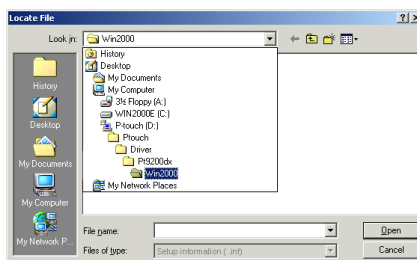 Locate File
Look in: Win2000
History
Desktop
My Documents
My Computer
3½ Floppy (A:)
WIN2000E (C:)
P-touch (D:)
Ptouch
Driver
Pt9200dx
Win2000
My Network Places
History
Desktop
My Documents
My Computer
My Network P...
File name:
Open
Files of type: Setup information (.inf)
Cancel